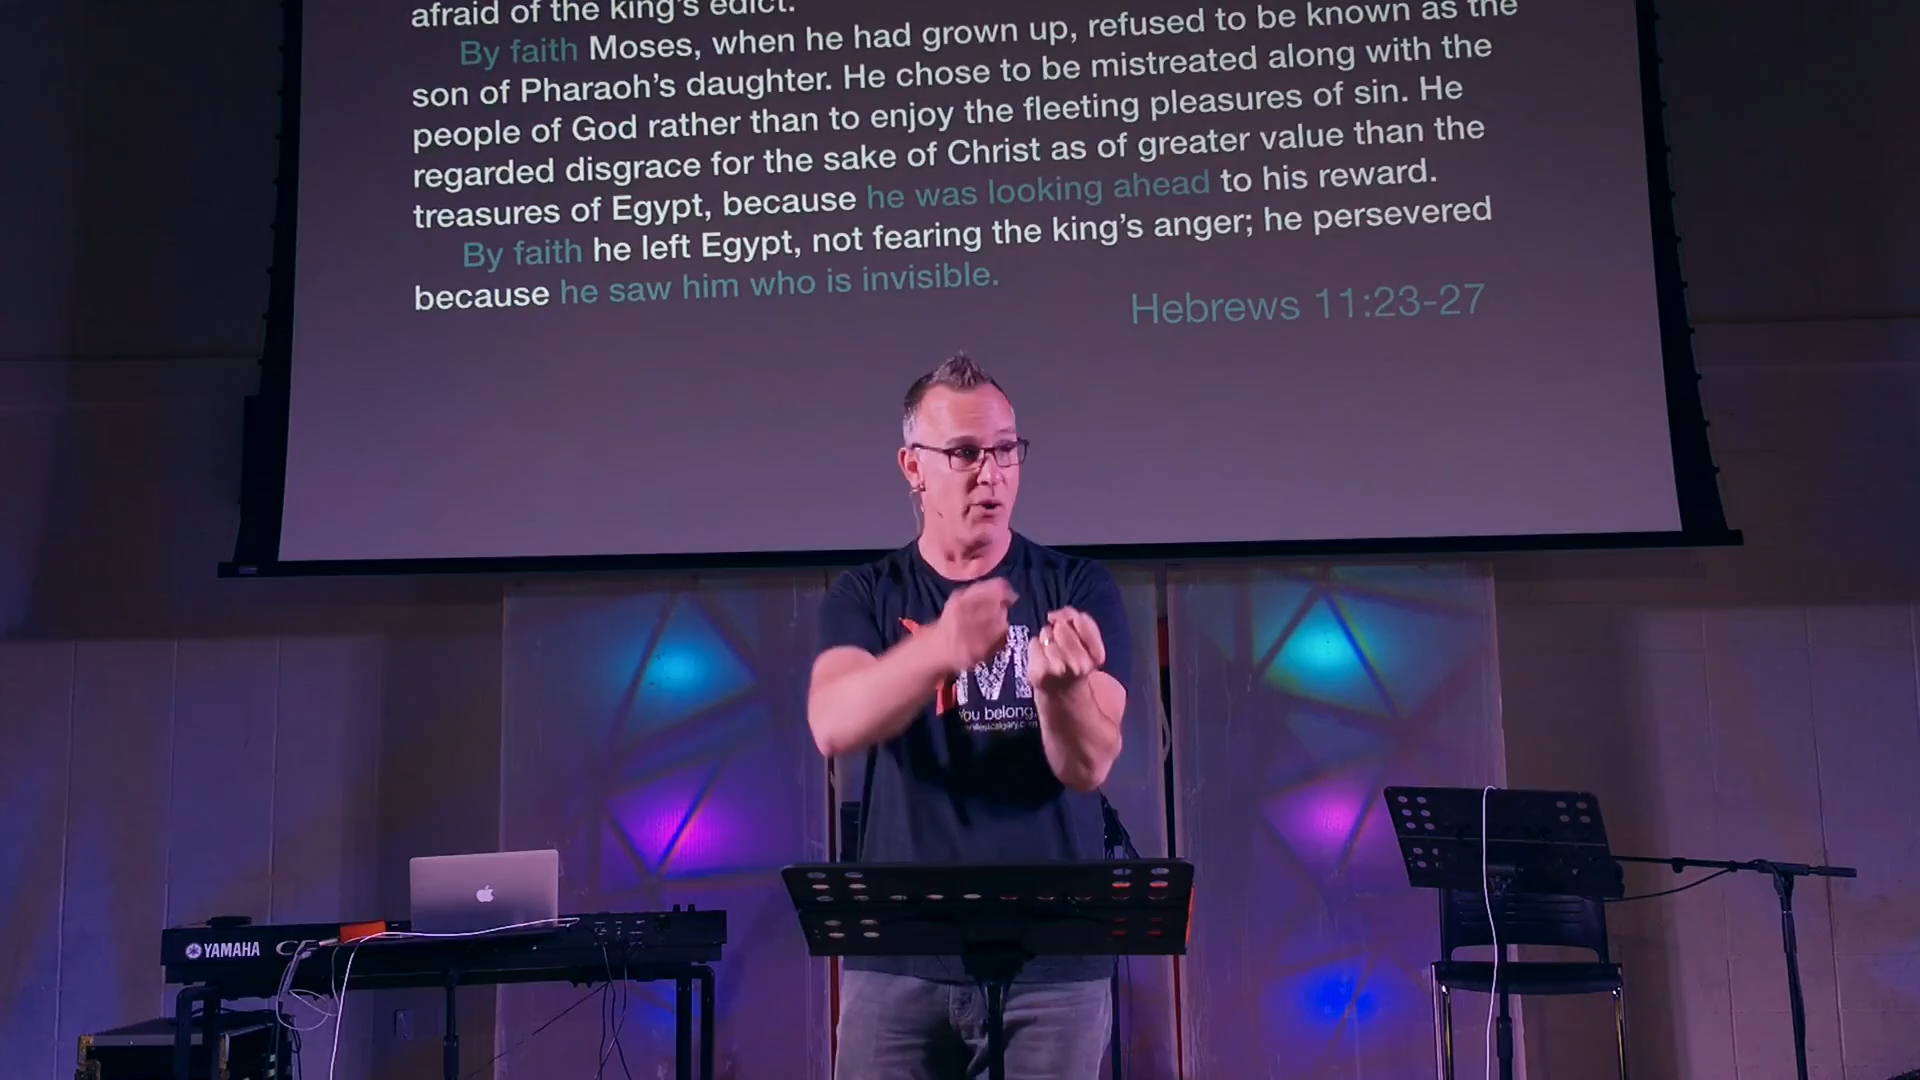 afraid of the king's edict.
By faith Moses, when he had grown up, refused to be known as the
son of Pharaoh's daughter. He chose to be mistreated along with the
people of God rather than to enjoy the fleeting pleasures of sin. He
regarded disgrace for the sake of Christ as of greater value than the
treasures of Egypt, because he was looking ahead to his reward.
By faith he left Egypt, not fearing the king's anger; he persevered
because he saw him who is invisible.
Hebrews 11:23-27
M
You belong.
YAMAHA